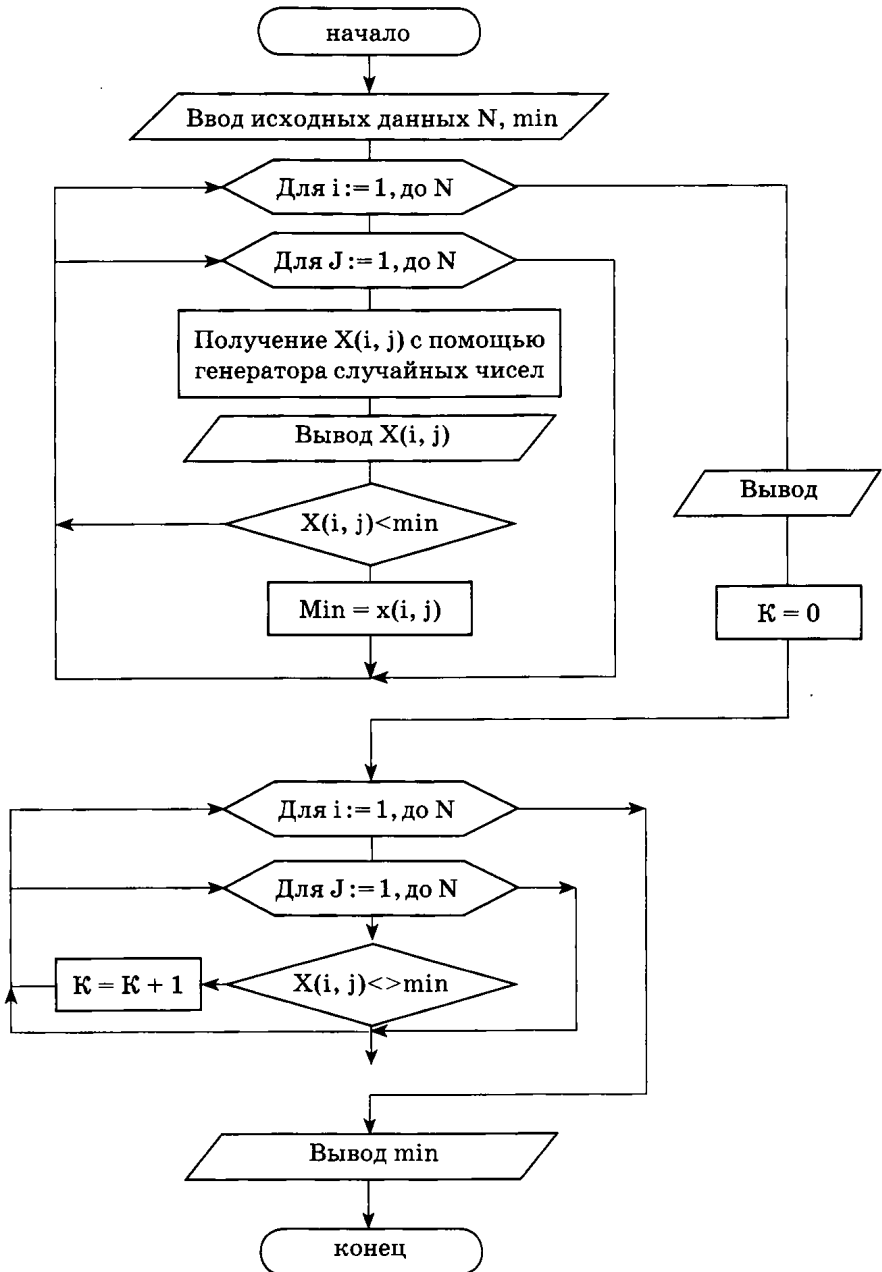 начало
Ввод исходных данных N, min
Для i := 1, до N
Для J := 1, до N
Получение X(i, j) с помощью
генератора случайных чисел
Вывод X(i, j)
X(i, j)<min
Вывод
Min = x(i, j)
K = 0
Для i := 1, до N
Для J := 1, до N
K = K + 1
X(i, j)<>min
Вывод min
конец